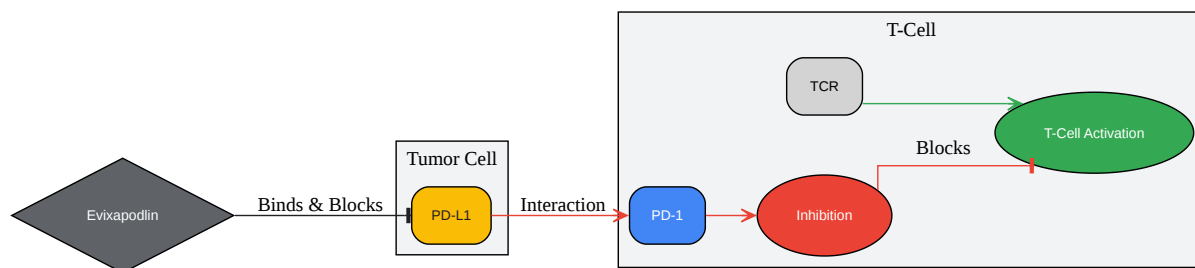 T-Cell
TCR
T-Cell Activation
Blocks
Tumor Cell
Evixapodlin
Binds & Blocks
PD-L1
Interaction
PD-1
Inhibition